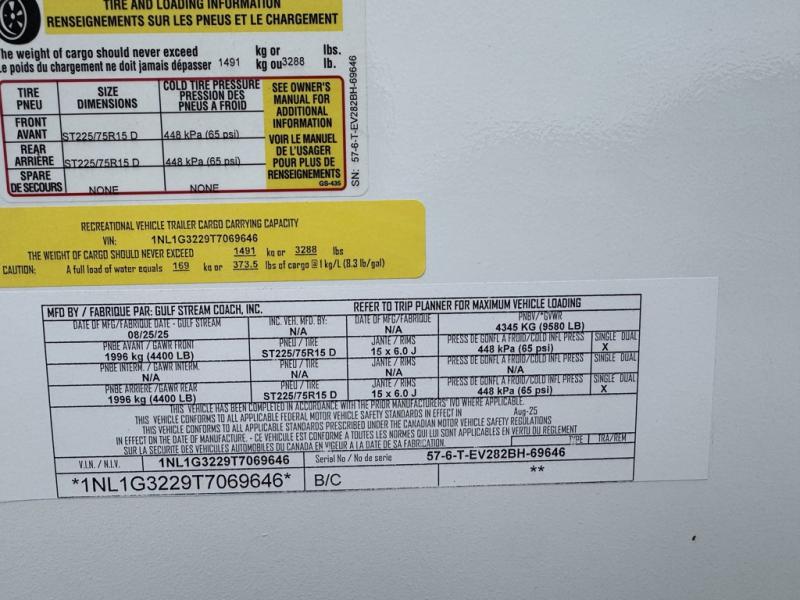 TIRE AND LOADING INFORMATION
RENSEIGNEMENTS SUR LES PNEUS ET LE CHARGEMENT
The weight of cargo should never exceed kg or Lbs.
Le poids du chargement ne doit jamais dépasser 1491 kg ou 3288 lb.
TIRE PNEU SIZE DIMENSIONS COLD TIRE PRESSURE PRESSION DES PNEUS A FROID
FRONT AVANT ST225/75R15 D 448 kPa (65 psi)
REAR ARRIÈRE ST225/75R15 D 448 kPa (65 psi)
SPARE DE SECOURS NONE NONE
SEE OWNER'S
MANUAL FOR
ADDITIONAL
INFORMATION
VOIR LE MANUEL
DE L'USAGER
POUR PLUS DE
RENSEIGNEMENTS
GS-435
SN: 57-6-T-EV282BH-69646
RECREATIONAL VEHICLE TRAILER CARGO CARRYING CAPACITY
VIN: 1NL1G3229T7069646
THE WEIGHT OF CARGO SHOULD NEVER EXCEED 1491 kg or 3288 lbs
CAUTION: A full load of water equals 169 kg or 373.5 lbs of cargo @ 1 kg/L (8.3 lb/gal)
MFD BY / FABRIQUE PAR: GULF STREAM COACH, INC. REFER TO TRIP PLANNER FOR MAXIMUM VEHICLE LOADING
DATE OF MFG/FABRIQUE DATE - GULF STREAM INC. VEH. MFD. BY: DATE OF MFG/FABRIQUE PNBV/*GVWR
08/25/25 N/A N/A 4345 KG (9580 LB)
PNBE AVANT / GAWR FRONT PNEU / TIRE JANTE / RIMS PRESS DE GONFL A FROID/COLD INFL PRESS SINGLE DUAL
1996 kg (4400 LB) ST225/75R15 D 15 x 6.0 J 448 kPa (65 psi) X
PNBE INTERM. / GAWR INTERM. PNEU / TIRE JANTE / RIMS PRESS DE GONFL A FROID/COLD INFL PRESS SINGLE DUAL
N/A N/A N/A N/A
PNBE ARRIERE / GAWR REAR PNEU / TIRE JANTE / RIMS PRESS DE GONFL A FROID/COLD INFL PRESS SINGLE DUAL
1996 kg (4400 LB) ST225/75R15 D 15 x 6.0 J 448 kPa (65 psi) X
THIS VEHICLE HAS BEEN COMPLETED IN ACCORDANCE WITH THE PRIOR MANUFACTURERS' IVD WHERE APPLICABLE.
THIS VEHICLE CONFORMS TO ALL APPLICABLE FEDERAL MOTOR VEHICLE SAFETY STANDARDS IN EFFECT IN Aug-25
THIS VEHICLE CONFORMS TO ALL APPLICABLE STANDARDS PRESCRIBED UNDER THE CANADIAN MOTOR VEHICLE SAFETY REGULATIONS
IN EFFECT ON THE DATE OF MANUFACTURE. - CE VEHICULE EST CONFORME A TOUTES LES NORMES QUI LUI SONT APPLICABLES EN VERTU DU REGLEMENT
SUR LA SECURITE DES VEHICULES AUTOMOBILES DU CANADA EN VIGEUR A LA DATE DE SA FABRICATION. TYPE TRA/REM
V.I.N. / N.I.V. 1NL1G3229T7069646 Serial No / No de serie 57-6-T-EV282BH-69646
*1NL1G3229T7069646* B/C **